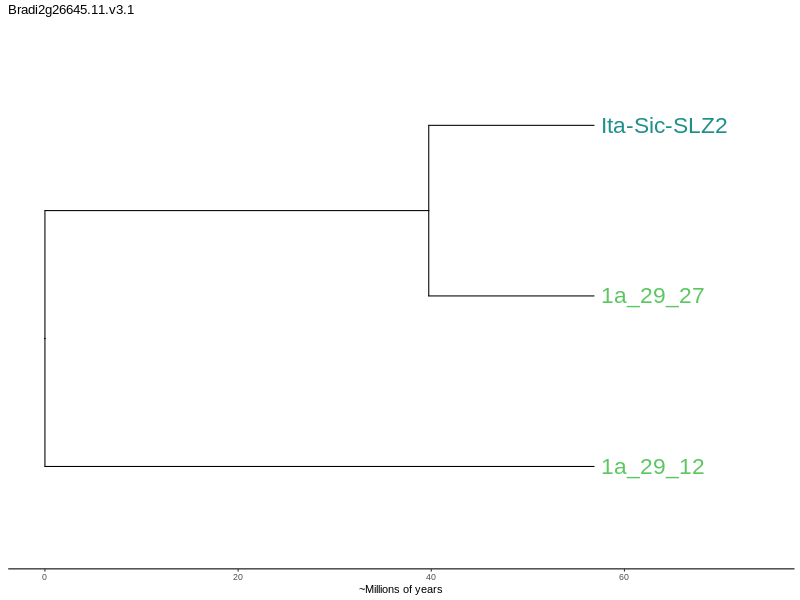 Bradi2g26645.11.v3.1
Ita-Sic-SLZ2
1a_29_27
1a_29_12
0 20 40 60
~Millions of years